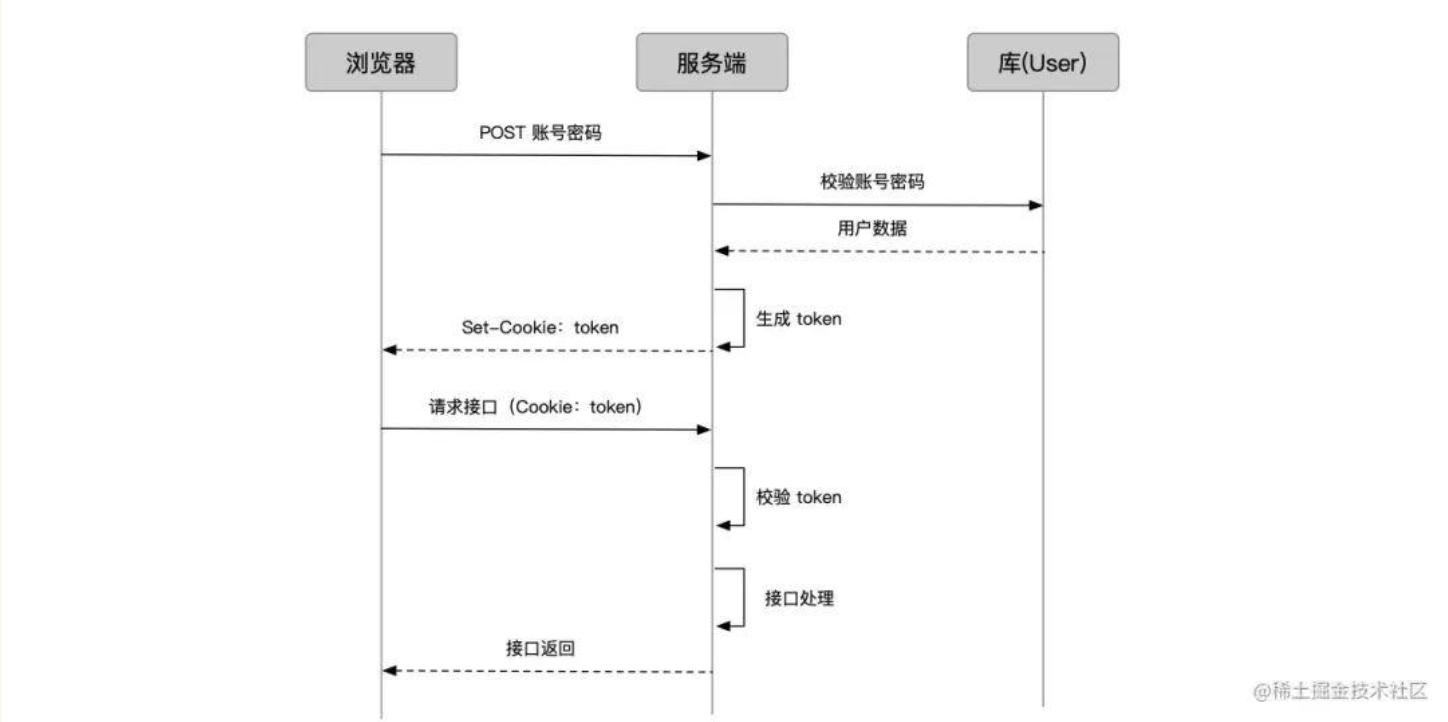 浏览器
服务端
库(User)
POST 账号密码
校验账号密码
用户数据
生成 token
Set-Cookie：token
请求接口（Cookie：token）
校验 token
接口处理
接口返回
@稀土掘金技术社区